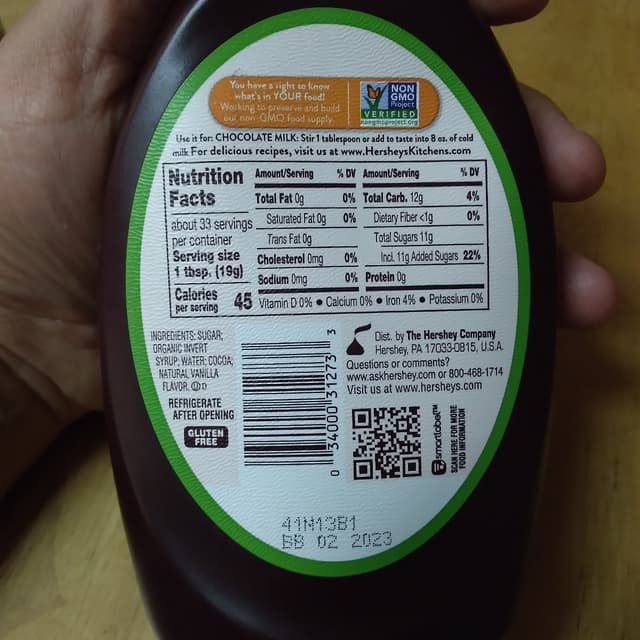 You have a right to know
what's in YOUR food!
Working to preserve and build
our non-GMO food supply.
NON
GMO
Project
VERIFIED
nongmoproject.org
Use it for: CHOCOLATE MILK: Stir 1 tablespoon or add to taste into 8 oz. of cold
milk For delicious recipes, visit us at www.HersheysKitchens.com
Nutrition
Facts
about 33 servings
per container
Serving size
1 tbsp. (19g)
Calories
per serving
45
Amount/Serving % DV
Total Fat 0g 0%
Saturated Fat 0g 0%
Trans Fat 0g
Cholesterol 0mg 0%
Sodium 0mg 0%
Amount/Serving % DV
Total Carb. 12g 4%
Dietary Fiber <1g 0%
Total Sugars 11g
Incl. 11g Added Sugars 22%
Protein 0g
Vitamin D 0% ● Calcium 0% ● Iron 4% ● Potassium 0%
INGREDIENTS: SUGAR;
ORGANIC INVERT
SYRUP; WATER; COCOA;
NATURAL VANILLA
FLAVOR. Ⓤ D
REFRIGERATE
AFTER OPENING
GLUTEN
FREE
0 34000 31273 3
Dist. by The Hershey Company
Hershey, PA 17033-0815, U.S.A.
Questions or comments?
www.askhershey.com or 800-468-1714
Visit us at www.hersheys.com
smartlabel™
SCAN HERE FOR MORE
FOOD INFORMATION
41N13B1
BB 02 2023